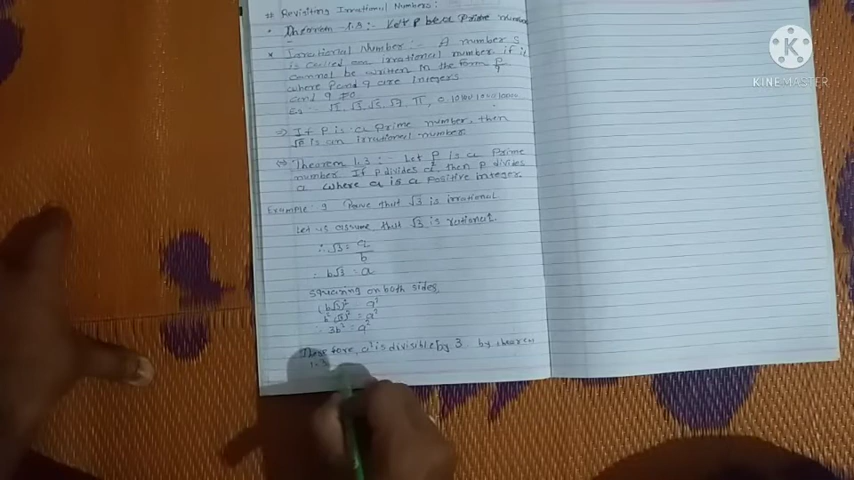 # Revisiting Irrational Numbers:
• Theorem 1.3 :- Let P be a Prime number
* Irrational Number :- A number S
is called an irrational number if it
cannot be written in the form P/q
where P and q are Integers
and q ≠ 0
Es :- √2, √3, √5, √7, π,
⇒ If P is a Prime number, then
√P is an irrational numbers
Theorem 1.3 :- Let P is a Prime
number. If p divides a², then p divides
a where a is a Positive integer
Example: 9 Prove that √3 is irrational
Let us assume that √3 is rational.
∴ √3 = a/b
∴ b√3 = a
Squaring on both sides
(b√3)² = a²
b²(√3)² = a²
∴ 3b² = a²
Therefore, a² is divisible by 3 by
1.3
KINEMASTER